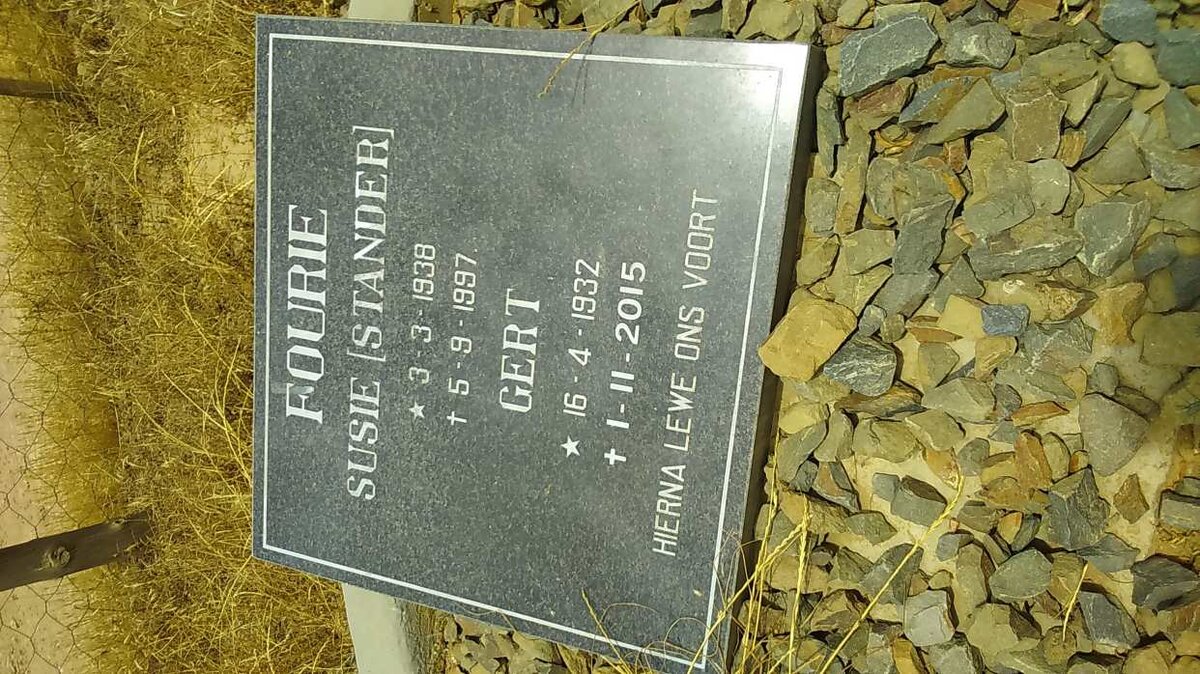 FOURIE
SUSIE [STANDER]
★ 3-3-1938
✝ 5-9-1997
GERT
★ 16-4-1932
✝ 1-11-2015
HIERNA LEWE ONS VOORT